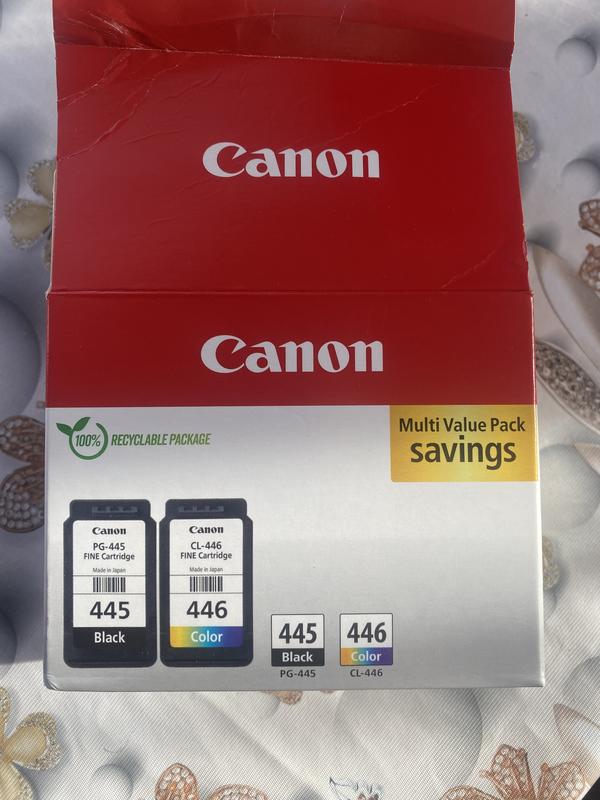 Canon
Canon
100% RECYCLABLE PACKAGE
Multi Value Pack
savings
Canon
PG-445
FINE Cartridge
Made in Japan
445
Black
Canon
CL-446
FINE Cartridge
Made in Japan
446
Color
445
Black
PG-445
446
Color
CL-446